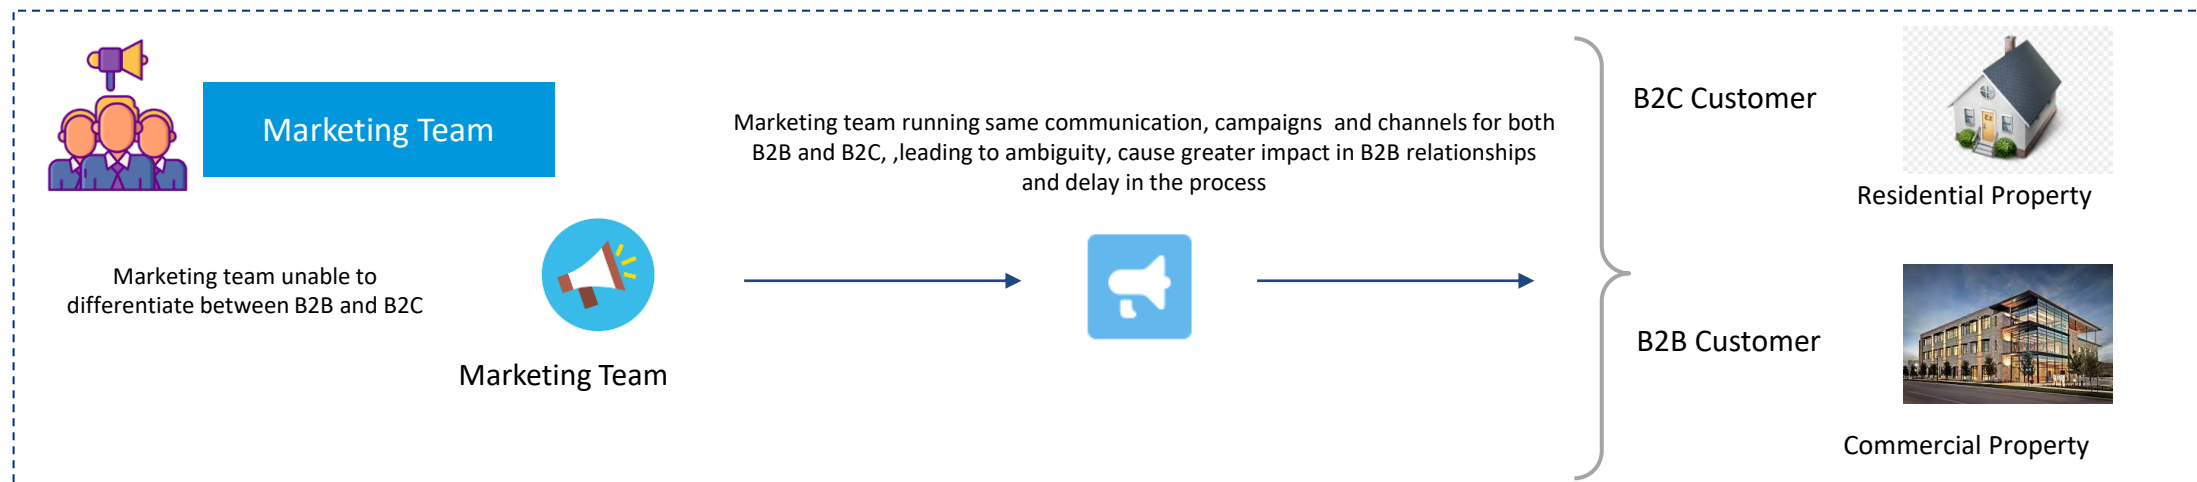 Marketing Team
Marketing team running same communication, campaigns  and channels for both
B2B and B2C, ,leading to ambiguity, cause greater impact in B2B relationships
and delay in the process
B2C Customer
Residential Property
Marketing team unable to
differentiate between B2B and B2C
Marketing Team
B2B Customer
Commercial Property